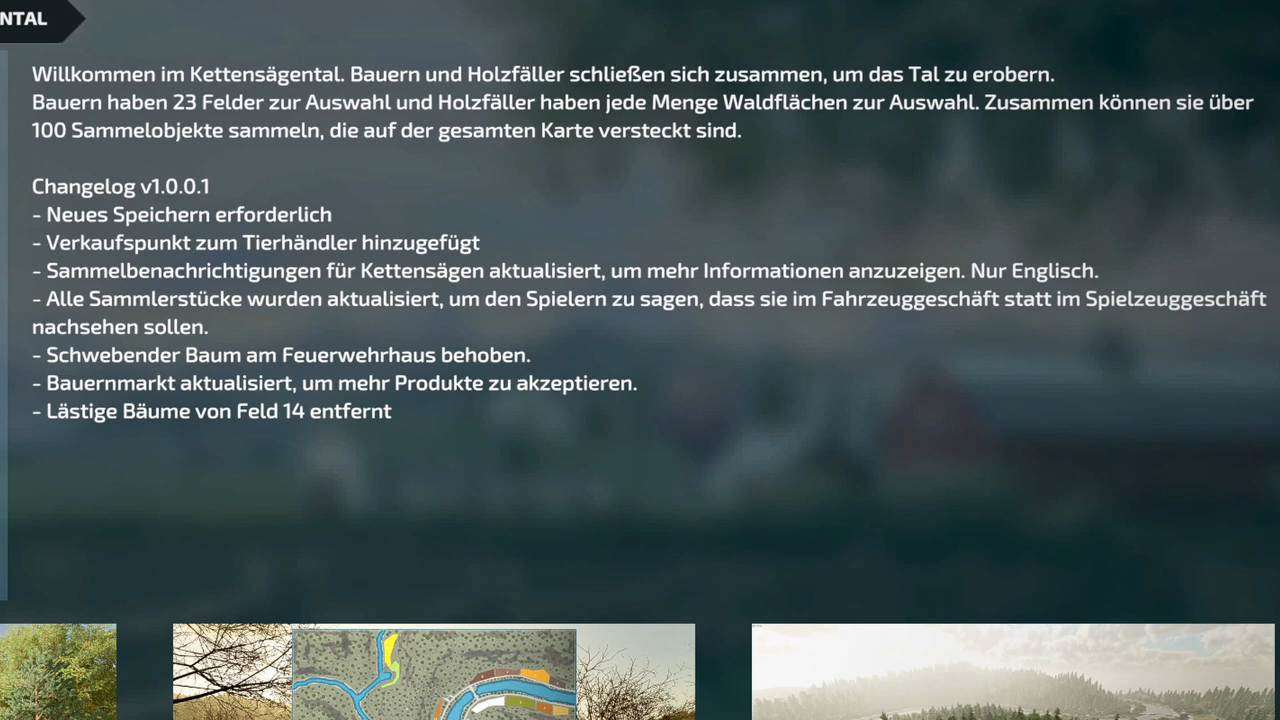 NTAL
Willkommen im Kettensägental. Bauern und Holzfäller schließen sich zusammen, um das Tal zu erobern.
Bauern haben 23 Felder zur Auswahl und Holzfäller haben jede Menge Waldflächen zur Auswahl. Zusammen können sie über
100 Sammelobjekte sammeln, die auf der gesamten Karte versteckt sind.
Changelog v1.0.0.1
- Neues Speichern erforderlich
- Verkaufspunkt zum Tierhändler hinzugefügt
- Sammelbenachrichtigungen für Kettensägen aktualisiert, um mehr Informationen anzuzeigen. Nur Englisch.
- Alle Sammlerstücke wurden aktualisiert, um den Spielern zu sagen, dass sie im Fahrzeuggeschäft statt im Spielzeuggeschäft
nachsehen sollen.
- Schwebender Baum am Feuerwehrhaus behoben.
- Bauernmarkt aktualisiert, um mehr Produkte zu akzeptieren.
- Lästige Bäume von Feld 14 entfernt